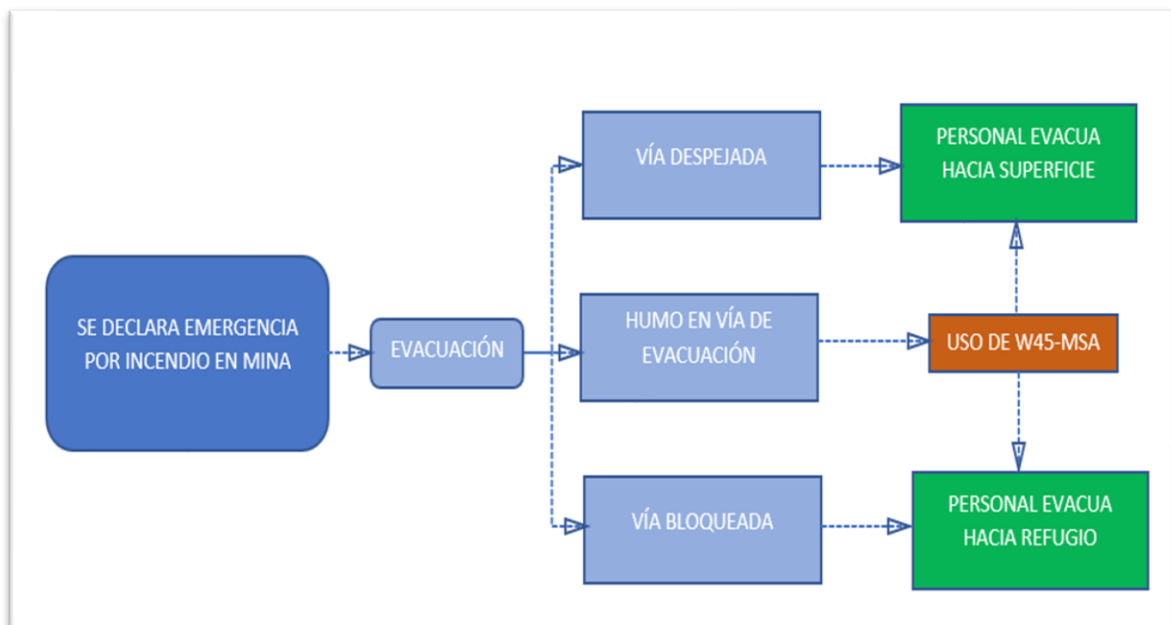 SE DECLARA EMERGENCIA
POR INCENDIO EN MINA
EVACUACIÓN
VÍA DESPEJADA
PERSONAL EVACUA
HACIA SUPERFICIE
HUMO EN VÍA DE
EVACUACIÓN
USO DE W45-MSA
VÍA BLOQUEADA
PERSONAL EVACUA
HACIA REFUGIO